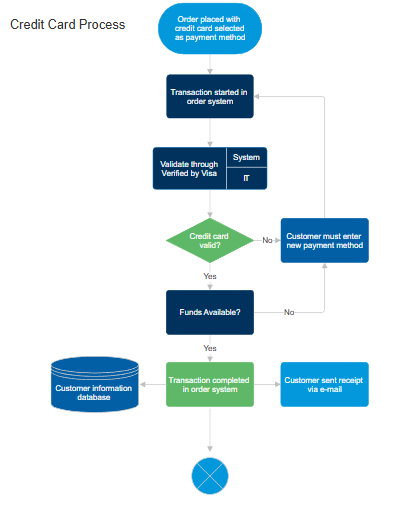 Credit Card Process
Order placed with
credit card selected
as payment method
Transaction started in
order system
Validate through
Verified by Visa
System
IT
Credit card
valid?
No
Customer must enter
new payment method
Yes
Funds Available?
No
Yes
Customer information
database
Transaction completed
in order system
Customer sent receipt
via e-mail